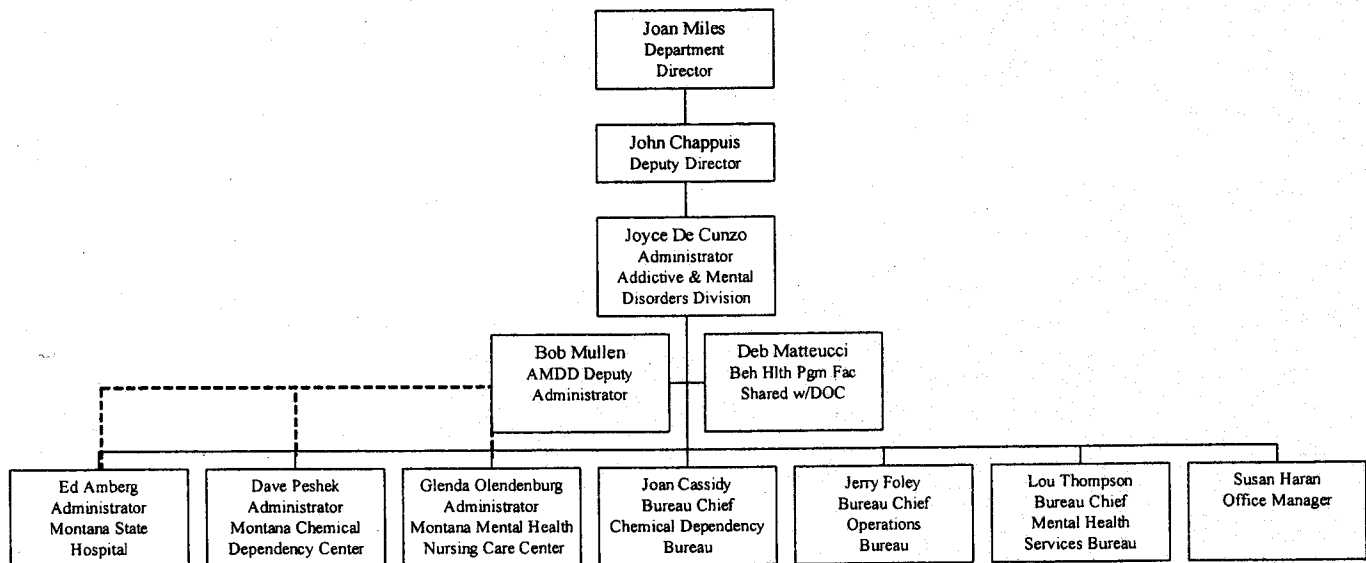 Joan Miles
Department
Director
John Chappuis
Deputy Director
Joyce De Cunzo
Administrator
Addictive & Mental
Disorders Division
Bob Mullen
AMDD Deputy
Administrator
Deb Matteucci
Beh Hlth Pgm Fac
Shared w/DOC
Ed Amberg
Administrator
Montana State
Hospital
Dave Peshek
Administrator
Montana Chemical
Dependency Center
Glenda Olendenburg
Administrator
Montana Mental Health
Nursing Care Center
Joan Cassidy
Bureau Chief
Chemical Dependency
Bureau
Jerry Foley
Bureau Chief
Operations
Bureau
Lou Thompson
Bureau Chief
Mental Health
Services Bureau
Susan Haran
Office Manager